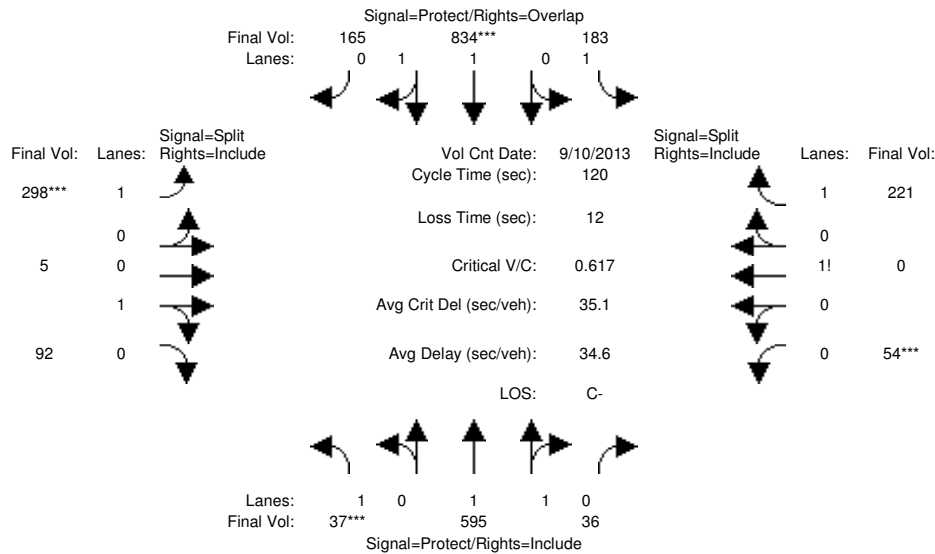 Signal=Protect/Rights=Overlap
Final Vol: 165 834*** 183
Lanes: 0 1 1 0 1
Signal=Split Signal=Split
Final Vol: Lanes: Rights=Include Vol Cnt Date: 9/10/2013 Rights=Include Lanes: Final Vol:
Cycle Time (sec): 120
298*** 1 1 221
Loss Time (sec): 12
0 0
5 0 Critical V/C: 0.617 1! 0
1 Avg Crit Del (sec/veh): 35.1 0
92 0 Avg Delay (sec/veh): 34.6 0 54***
LOS: C-
Lanes: 1 0 1 1 0
Final Vol: 37*** 595 36
Signal=Protect/Rights=Include